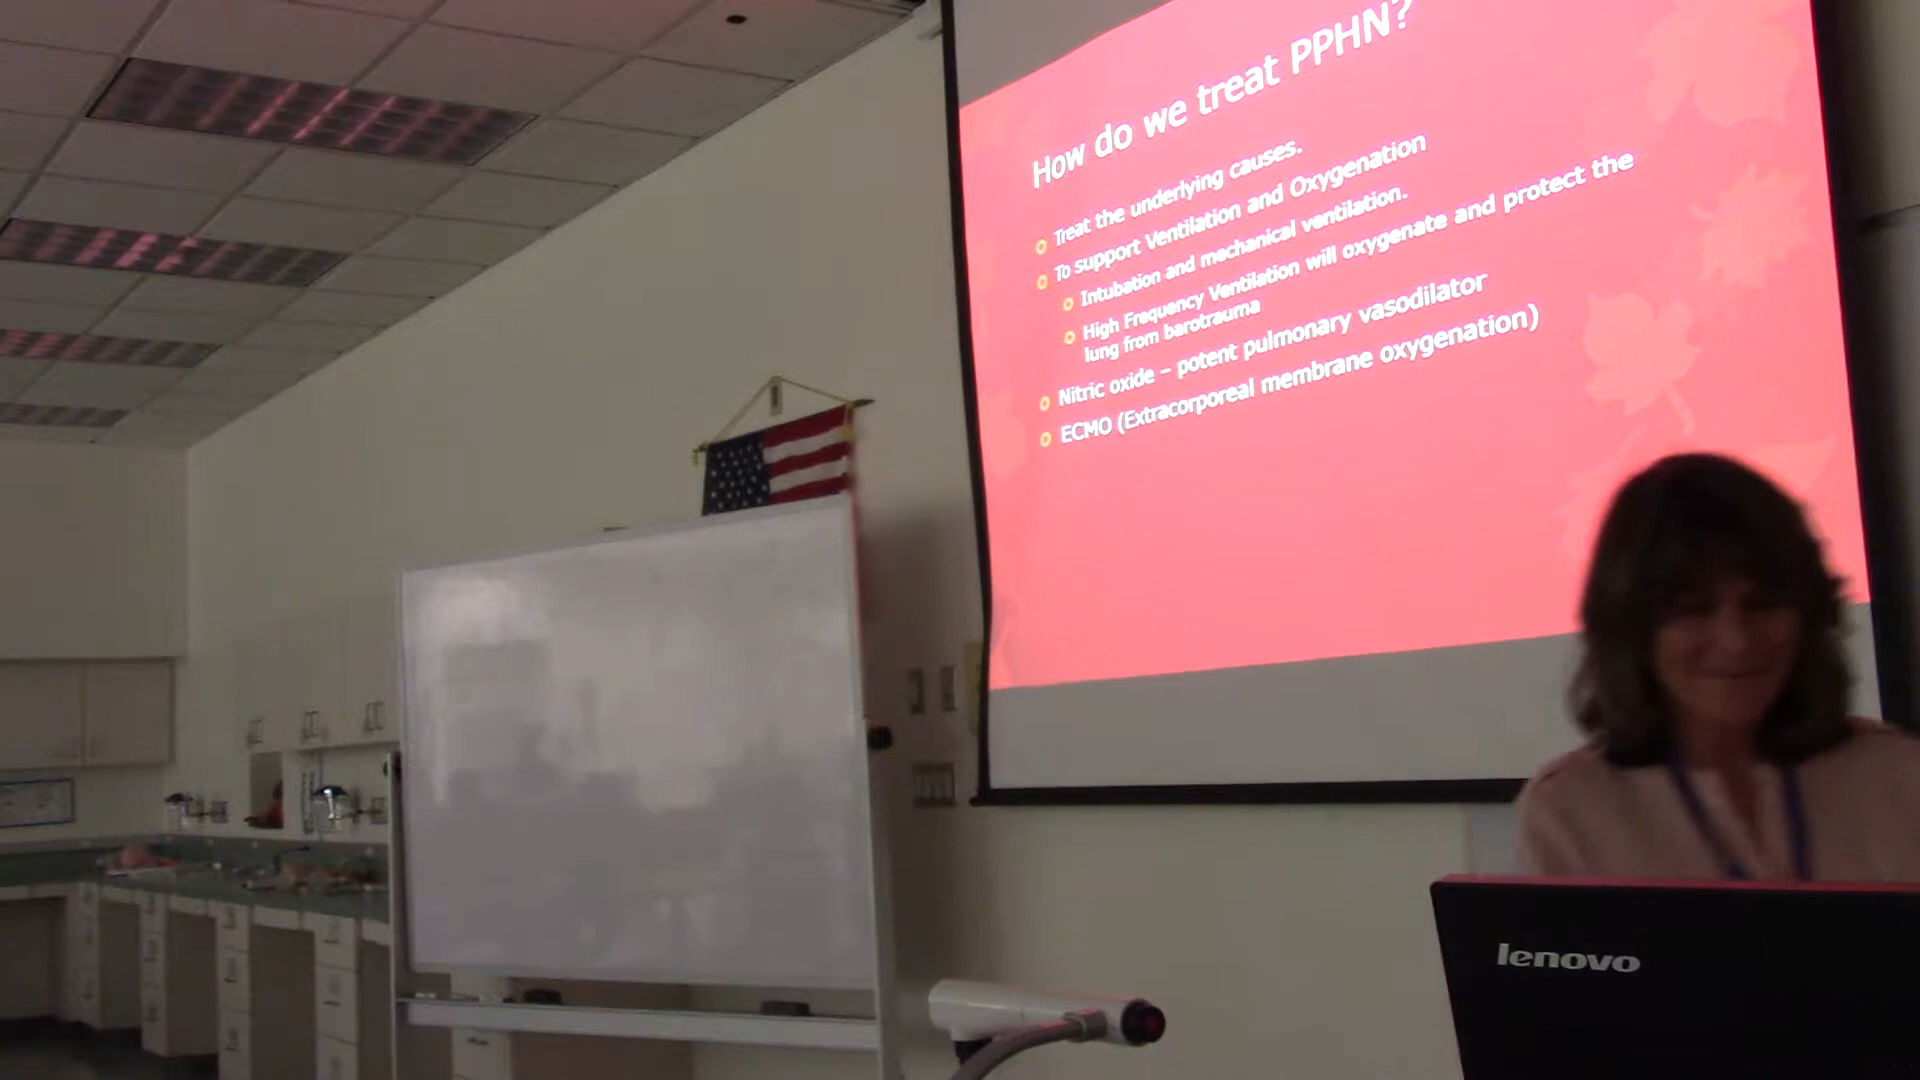 How do we treat PPHN?
Treat the underlying causes.
To support Ventilation and Oxygenation
Intubation and mechanical ventilation.
High Frequency Ventilation will oxygenate and protect the
lung from barotrauma
Nitric oxide – potent pulmonary vasodilator
ECMO (Extracorporeal membrane oxygenation)
lenovo